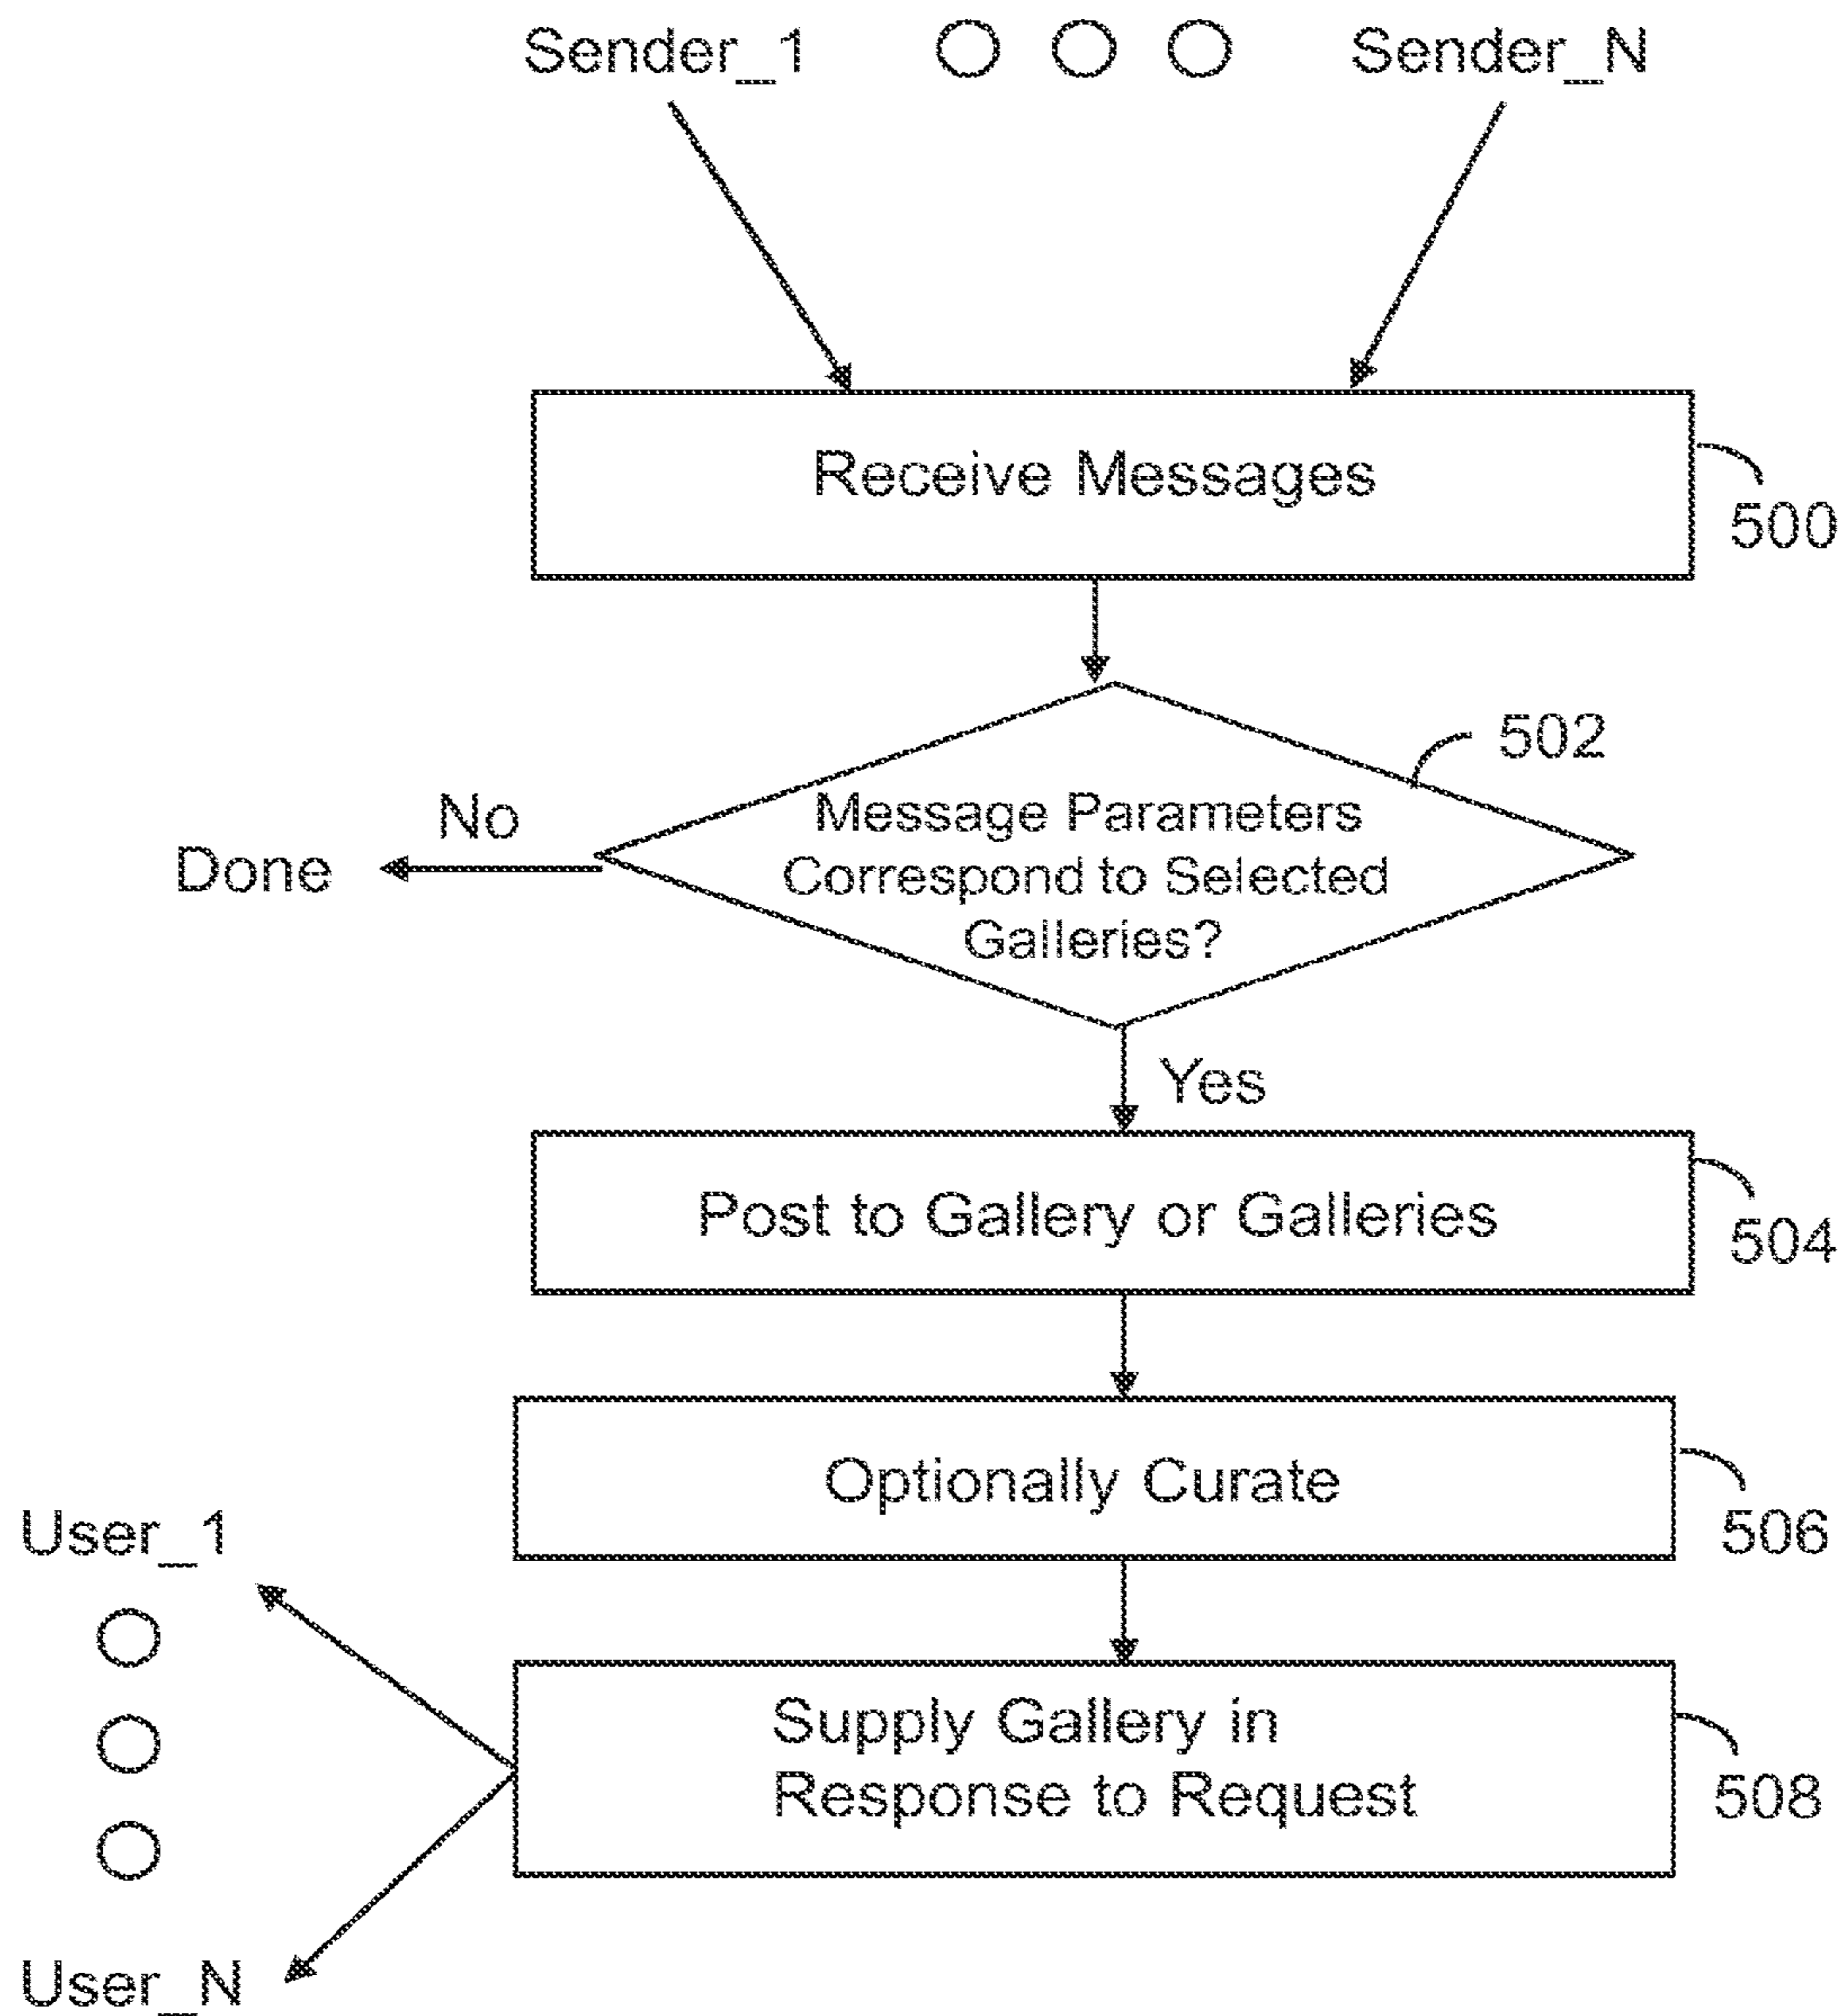 Sender_1
Sender_N
Receive Messages
500
502
Message Parameters
Correspond to Selected
Galleries?
No
Done
Yes
Post to Gallery or Galleries
504
Optionally Curate
506
User_1
Supply Gallery in
Response to Request
508
User_N